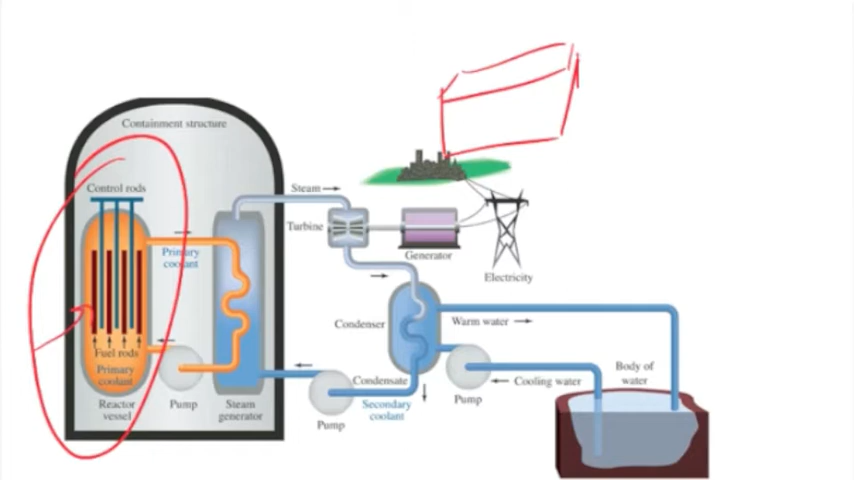 Containment structure
Control rods
Steam
Turbine
Generator
Electricity
Primary
coolant
Condenser
Warm water
Fuel rods
Primary
coolant
Reactor
vessel
Pump
Steam
generator
Pump
Condensate
Secondary
coolant
Pump
Cooling water
Body of
water